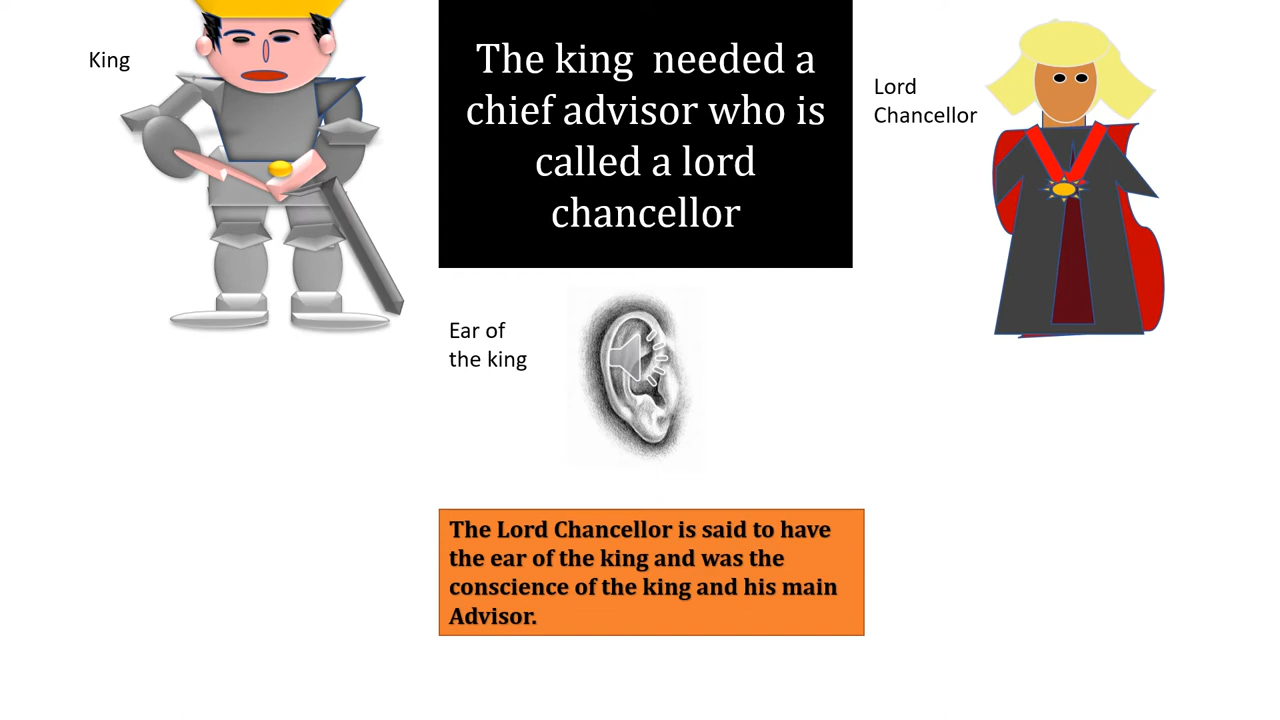 King
The king  needed a
chief advisor who is
called a lord
chancellor
Lord
Chancellor
Ear of
the king
The Lord Chancellor is said to have
the ear of the king and was the
conscience of the king and his main
Advisor.